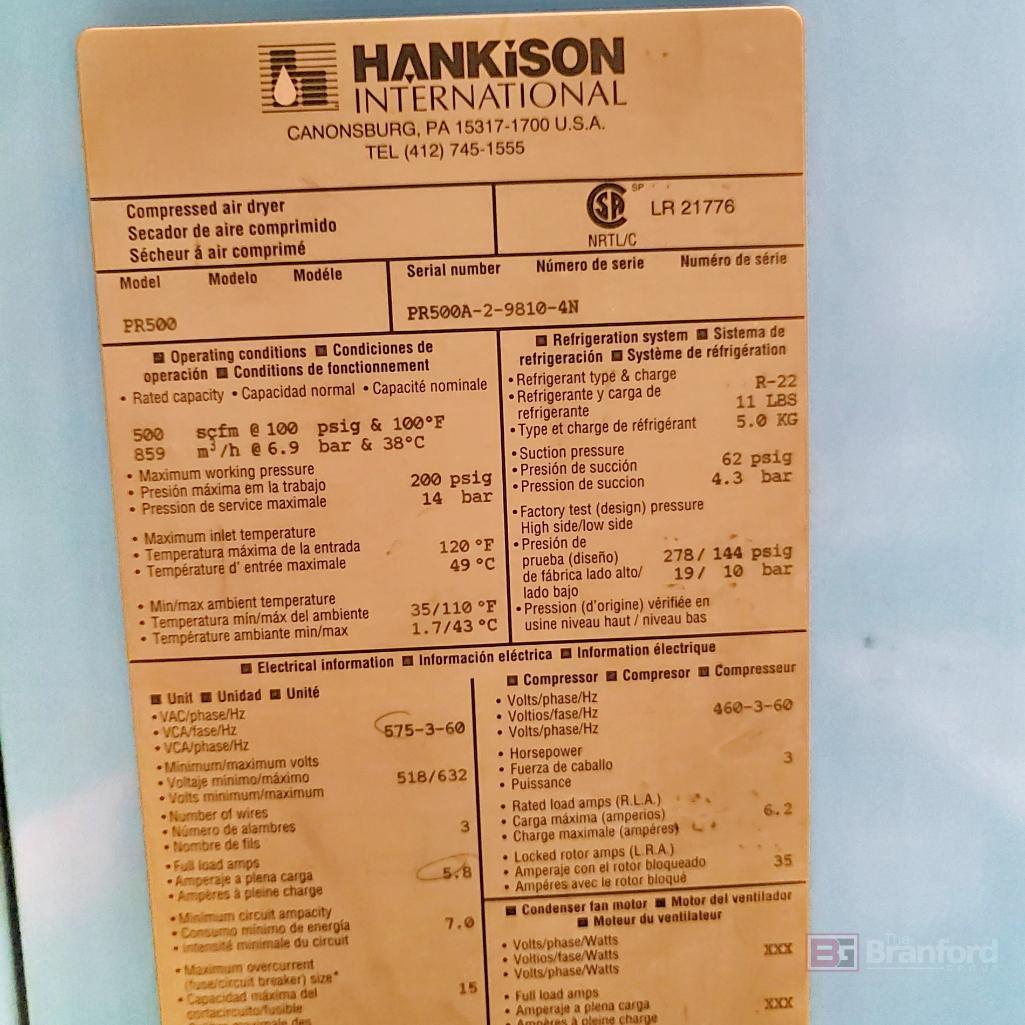 HANKiSON
INTERNATIONAL
CANONSBURG, PA 15317-1700 U.S.A.
TEL (412) 745-1555
Compressed air dryer
Secador de aire comprimido
Sécheur á air comprimé
SP
LR 21776
NRTL/C
Model Modelo Modéle
PR500
Serial number Número de serie Numéro de série
PR500A-2-9810-4N
Operating conditions Condiciones de
operación Conditions de fonctionnement
• Rated capacity • Capacidad normal • Capacité nominale
500 scfm @ 100 psig & 100°F
859 m³/h @ 6.9 bar & 38°C
• Maximum working pressure
• Presión máxima em la trabajo 200 psig
• Pression de service maximale 14 bar
• Maximum inlet temperature
• Temperatura máxima de la entrada 120 °F
• Température d' entrée maximale 49 °C
• Min/max ambient temperature
• Temperatura mín/máx del ambiente 35/110 °F
• Température ambiante min/max 1.7/43 °C
Refrigeration system Sistema de
refrigeración Système de réfrigération
• Refrigerant type & charge R-22
• Refrigerante y carga de 11 LBS
refrigerante
• Type et charge de réfrigérant 5.0 KG
• Suction pressure
• Presión de succión 62 psig
• Pression de succion 4.3 bar
• Factory test (design) pressure
High side/low side
• Presión de
prueba (diseño) 278/ 144 psig
de fábrica lado alto/ 19/ 10 bar
lado bajo
• Pression (d'origine) vérifiée en
usine niveau haut / niveau bas
Electrical information Información eléctrica Information électrique
Unit Unidad Unité
• VAC/phase/Hz
• VCA/fase/Hz 575-3-60
• VCA/phase/Hz
• Minimum/maximum volts
• Voltaje mínimo/máximo 518/632
• Volts minimum/maximum
• Number of wires
• Número de alambres 3
• Nombre de fils
• Full load amps
• Amperaje a plena carga 5.8
• Ampères à pleine charge
• Minimum circuit ampacity
• Consumo mínimo de energía 7.0
• Intensité minimale du circuit
• Maximum overcurrent
(fuse/circuit breaker) size*
• Capacidad máxima del 15
cortacircuito/fusible
Compressor Compresor Compresseur
• Volts/phase/Hz
• Voltios/fase/Hz 460-3-60
• Volts/phase/Hz
• Horsepower
• Fuerza de caballo 3
• Puissance
• Rated load amps (R.L.A.)
• Carga máxima (amperios) 6.2
• Charge maximale (ampéres)
• Locked rotor amps (L.R.A.)
• Amperaje con el rotor bloqueado 35
• Ampéres avec le rotor bloqué
Condenser fan motor Motor del ventilador
Moteur du ventilateur
• Volts/phase/Watts
• Voltios/fase/Watts XXX
• Volts/phase/Watts
• Full load amps
• Amperaje a plena carga XXX
• Ampéres à pleine charge
BG The
Branford